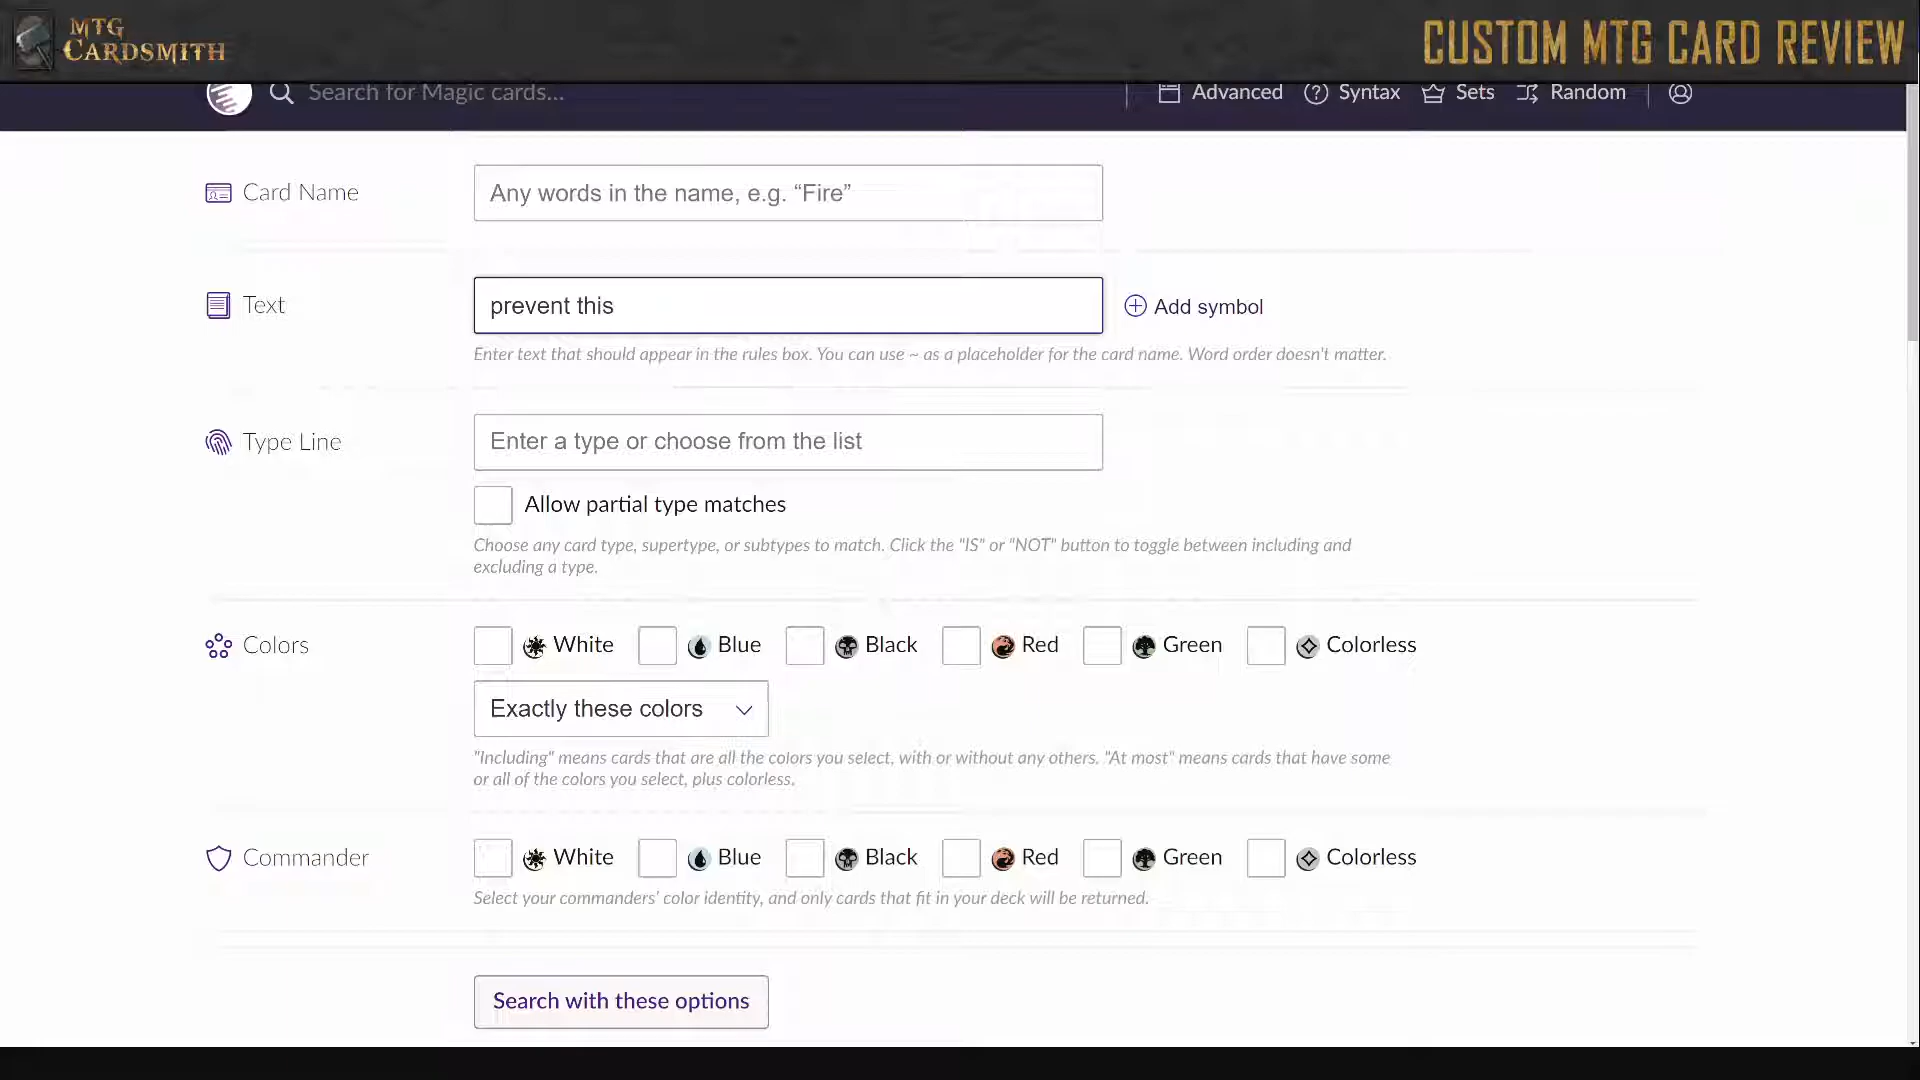 MTG
CARDSMITH
CUSTOM MTG CARD REVIEW
Search for Magic cards...
Advanced
Syntax
Sets
Random
Card Name
Any words in the name, e.g. “Fire”
Text
prevent this
Add symbol
Enter text that should appear in the rules box. You can use ~ as a placeholder for the card name. Word order doesn't matter.
Type Line
Enter a type or choose from the list
Allow partial type matches
Choose any card type, supertype, or subtypes to match. Click the "IS" or "NOT" button to toggle between including and
excluding a type.
Colors
White
Blue
Black
Red
Green
Colorless
Exactly these colors
"Including" means cards that are all the colors you select, with or without any others. "At most" means cards that have some
or all of the colors you select, plus colorless.
Commander
White
Blue
Black
Red
Green
Colorless
Select your commanders’ color identity, and only cards that fit in your deck will be returned.
Search with these options